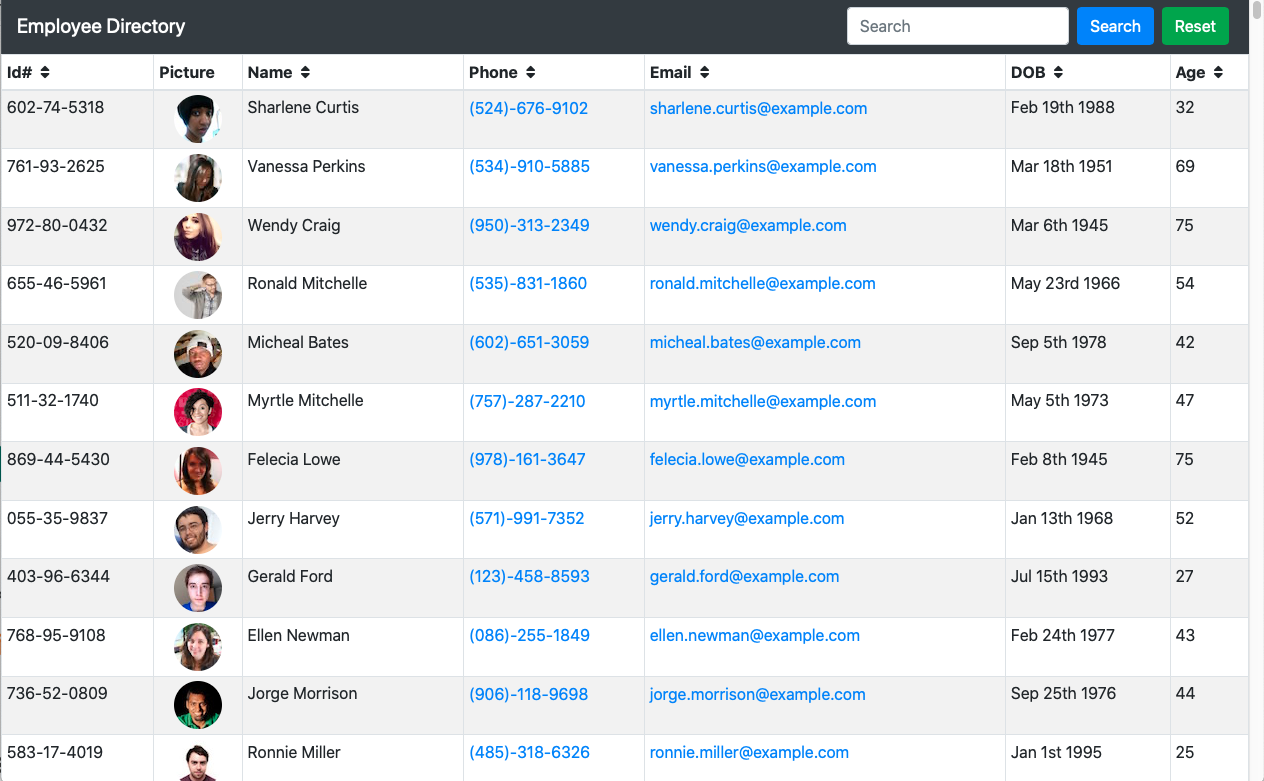 Employee Directory Search Search Reset
Id# Picture Name Phone Email DOB Age
602-74-5318 Sharlene Curtis (524)-676-9102 sharlene.curtis@example.com Feb 19th 1988 32
761-93-2625 Vanessa Perkins (534)-910-5885 vanessa.perkins@example.com Mar 18th 1951 69
972-80-0432 Wendy Craig (950)-313-2349 wendy.craig@example.com Mar 6th 1945 75
655-46-5961 Ronald Mitchelle (535)-831-1860 ronald.mitchelle@example.com May 23rd 1966 54
520-09-8406 Micheal Bates (602)-651-3059 micheal.bates@example.com Sep 5th 1978 42
511-32-1740 Myrtle Mitchelle (757)-287-2210 myrtle.mitchelle@example.com May 5th 1973 47
869-44-5430 Felecia Lowe (978)-161-3647 felecia.lowe@example.com Feb 8th 1945 75
055-35-9837 Jerry Harvey (571)-991-7352 jerry.harvey@example.com Jan 13th 1968 52
403-96-6344 Gerald Ford (123)-458-8593 gerald.ford@example.com Jul 15th 1993 27
768-95-9108 Ellen Newman (086)-255-1849 ellen.newman@example.com Feb 24th 1977 43
736-52-0809 Jorge Morrison (906)-118-9698 jorge.morrison@example.com Sep 25th 1976 44
583-17-4019 Ronnie Miller (485)-318-6326 ronnie.miller@example.com Jan 1st 1995 25